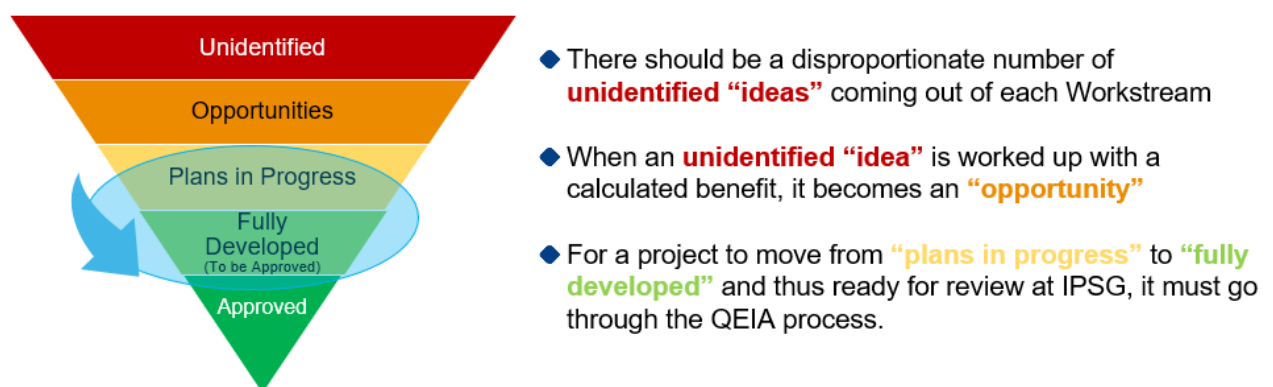 Unidentified
Opportunities
Plans in Progress
Fully
Developed
(To be Approved)
Approved
There should be a disproportionate number of
unidentified “ideas” coming out of each Workstream
When an unidentified “idea” is worked up with a
calculated benefit, it becomes an “opportunity”
For a project to move from “plans in progress” to “fully
developed” and thus ready for review at IPSG, it must go
through the QEIA process.